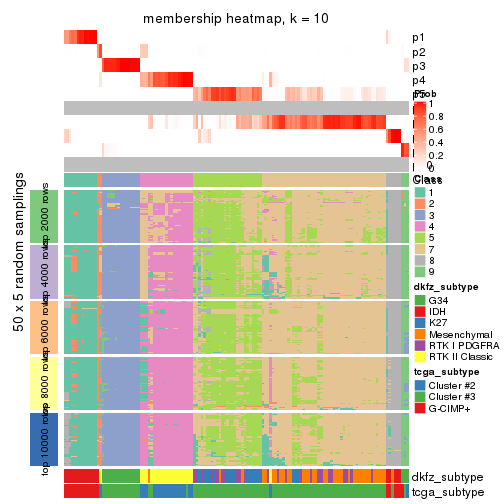 membership heatmap, k = 10
p1
p2
p3
p4
Prob
1
0.8
0.6
0.4
0.2
0
Class
Class
1
2
3
4
5
7
8
9
dkfz_subtype
G34
IDH
K27
Mesenchymal
RTK I PDGFRA
RTK II Classic
tcga_subtype
Cluster #2
Cluster #3
G-CIMP+
50 x 5 random samplings
top 2000 rows
top 4000 rows
top 6000 rows
top 8000 rows
top 10000 rows
dkfz_subtype
tcga_subtype